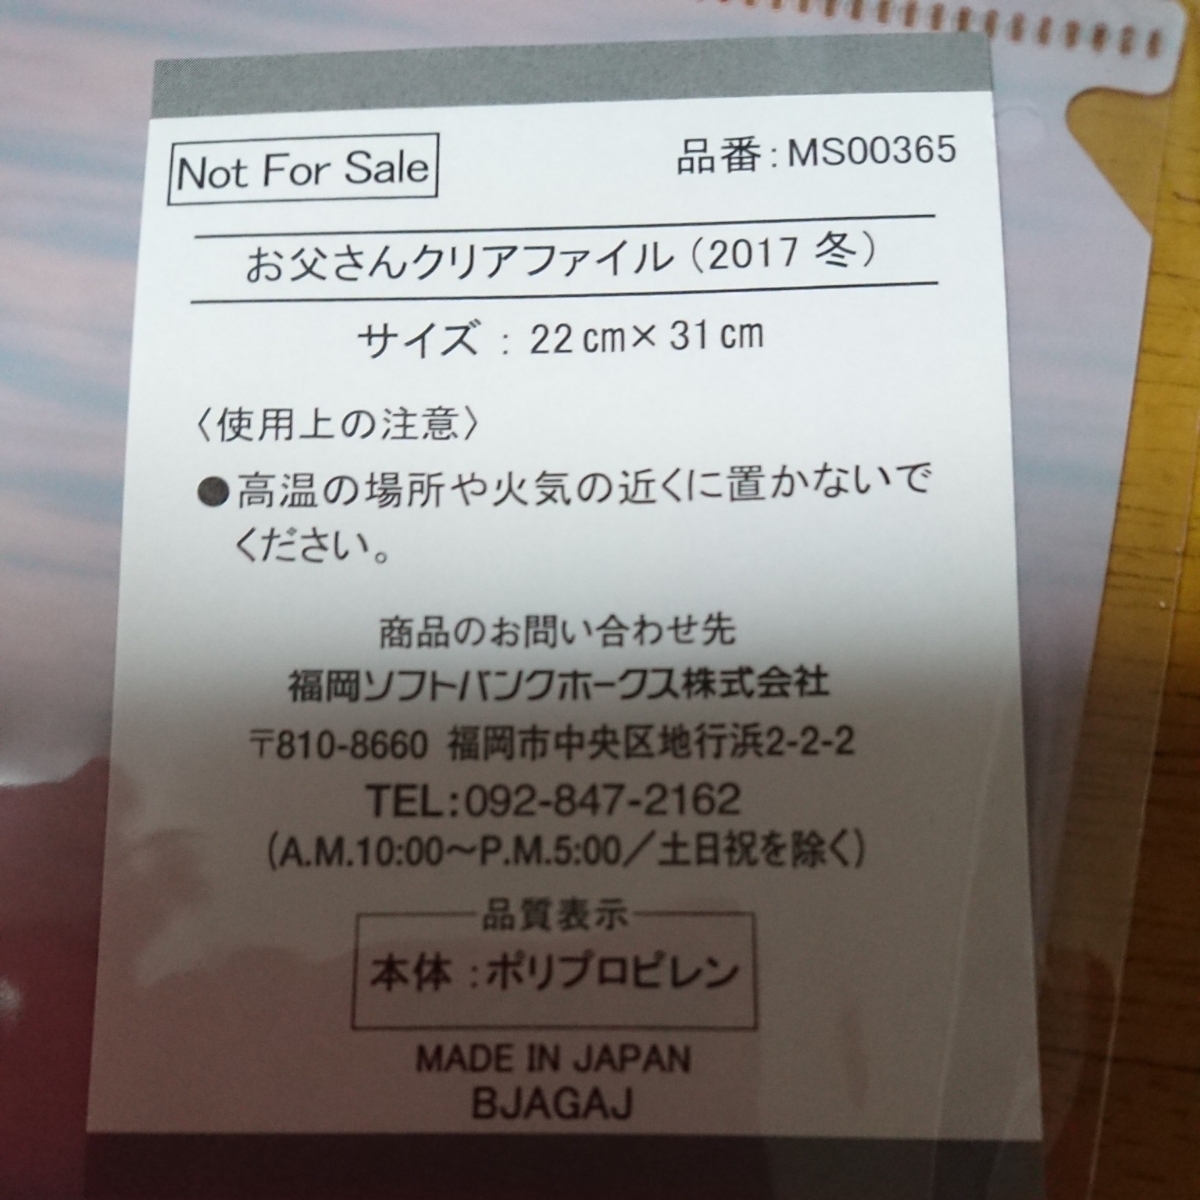 Not For Sale
品番:MS00365
お父さんクリアファイル(2017 冬)
サイズ : 22㎝×31㎝
〈使用上の注意〉
●高温の場所や火気の近くに置かないで
ください。
商品のお問い合わせ先
福岡ソフトバンクホークス株式会社
〒810-8660 福岡市中央区地行浜2-2-2
TEL:092-847-2162
(A.M.10:00〜P.M.5:00/土日祝を除く)
品質表示
本体:ポリプロピレン
MADE IN JAPAN
BJAGAJ